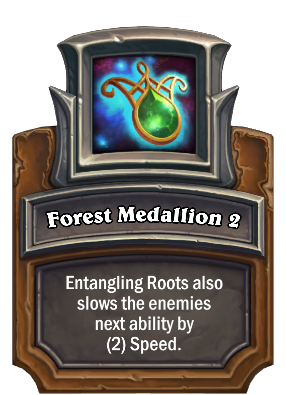 Forest Medallion 2
Entangling Roots also
slows the enemies
next ability by
(2) Speed.